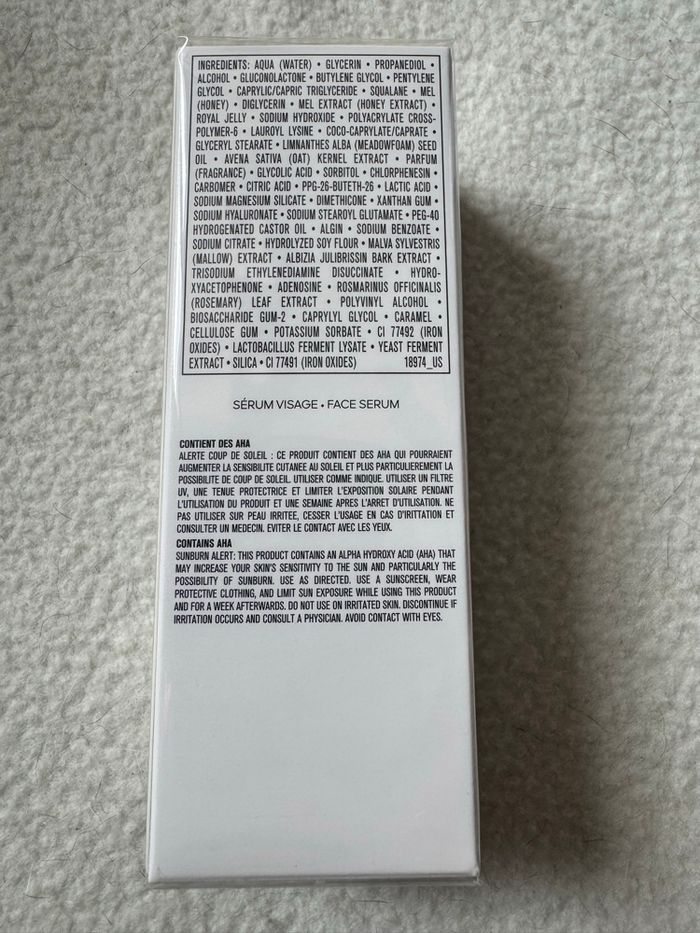 INGREDIENTS: AQUA (WATER) • GLYCERIN • PROPANEDIOL •
ALCOHOL • GLUCONOLACTONE • BUTYLENE GLYCOL • PENTYLENE
GLYCOL • CAPRYLIC/CAPRIC TRIGLYCERIDE • SQUALANE • MEL
(HONEY) • DIGLYCERIN • MEL EXTRACT (HONEY EXTRACT) •
ROYAL JELLY • SODIUM HYDROXIDE • POLYACRYLATE CROSS-
POLYMER-6 • LAUROYL LYSINE • COCO-CAPRYLATE/CAPRATE •
GLYCERYL STEARATE • LIMNANTHES ALBA (MEADOWFOAM) SEED
OIL • AVENA SATIVA (OAT) KERNEL EXTRACT • PARFUM
(FRAGRANCE) • GLYCOLIC ACID • SORBITOL • CHLORPHENESIN •
CARBOMER • CITRIC ACID • PPG-26-BUTETH-26 • LACTIC ACID •
SODIUM MAGNESIUM SILICATE • DIMETHICONE • XANTHAN GUM •
SODIUM HYALURONATE • SODIUM STEAROYL GLUTAMATE • PEG-40
HYDROGENATED CASTOR OIL • ALGIN • SODIUM BENZOATE •
SODIUM CITRATE • HYDROLYZED SOY FLOUR • MALVA SYLVESTRIS
(MALLOW) EXTRACT • ALBIZIA JULIBRISSIN BARK EXTRACT •
TRISODIUM ETHYLENEDIAMINE DISUCCINATE • HYDRO-
XYACETOPHENONE • ADENOSINE • ROSMARINUS OFFICINALIS
(ROSEMARY) LEAF EXTRACT • POLYVINYL ALCOHOL •
BIOSACCHARIDE GUM-2 • CAPRYLYL GLYCOL • CARAMEL •
CELLULOSE GUM • POTASSIUM SORBATE • CI 77492 (IRON
OXIDES) • LACTOBACILLUS FERMENT LYSATE • YEAST FERMENT
EXTRACT • SILICA • CI 77491 (IRON OXIDES) 18974_US
SÉRUM VISAGE • FACE SERUM
CONTIENT DES AHA
ALERTE COUP DE SOLEIL : CE PRODUIT CONTIENT DES AHA QUI POURRAIENT
AUGMENTER LA SENSIBILITE CUTANEE AU SOLEIL ET PLUS PARTICULIEREMENT LA
POSSIBILITE DE COUP DE SOLEIL. UTILISER COMME INDIQUE. UTILISER UN FILTRE
UV, UNE TENUE PROTECTRICE ET LIMITER L'EXPOSITION SOLAIRE PENDANT
L'UTILISATION DU PRODUIT ET UNE SEMAINE APRES L'ARRET D'UTILISATION. NE
PAS UTILISER SUR PEAU IRRITEE, CESSER L'USAGE EN CAS D'IRRITATION ET
CONSULTER UN MEDECIN. EVITER LE CONTACT AVEC LES YEUX.
CONTAINS AHA
SUNBURN ALERT: THIS PRODUCT CONTAINS AN ALPHA HYDROXY ACID (AHA) THAT
MAY INCREASE YOUR SKIN'S SENSITIVITY TO THE SUN AND PARTICULARLY THE
POSSIBILITY OF SUNBURN. USE AS DIRECTED. USE A SUNSCREEN, WEAR
PROTECTIVE CLOTHING, AND LIMIT SUN EXPOSURE WHILE USING THIS PRODUCT
AND FOR A WEEK AFTERWARDS. DO NOT USE ON IRRITATED SKIN. DISCONTINUE IF
IRRITATION OCCURS AND CONSULT A PHYSICIAN. AVOID CONTACT WITH EYES.